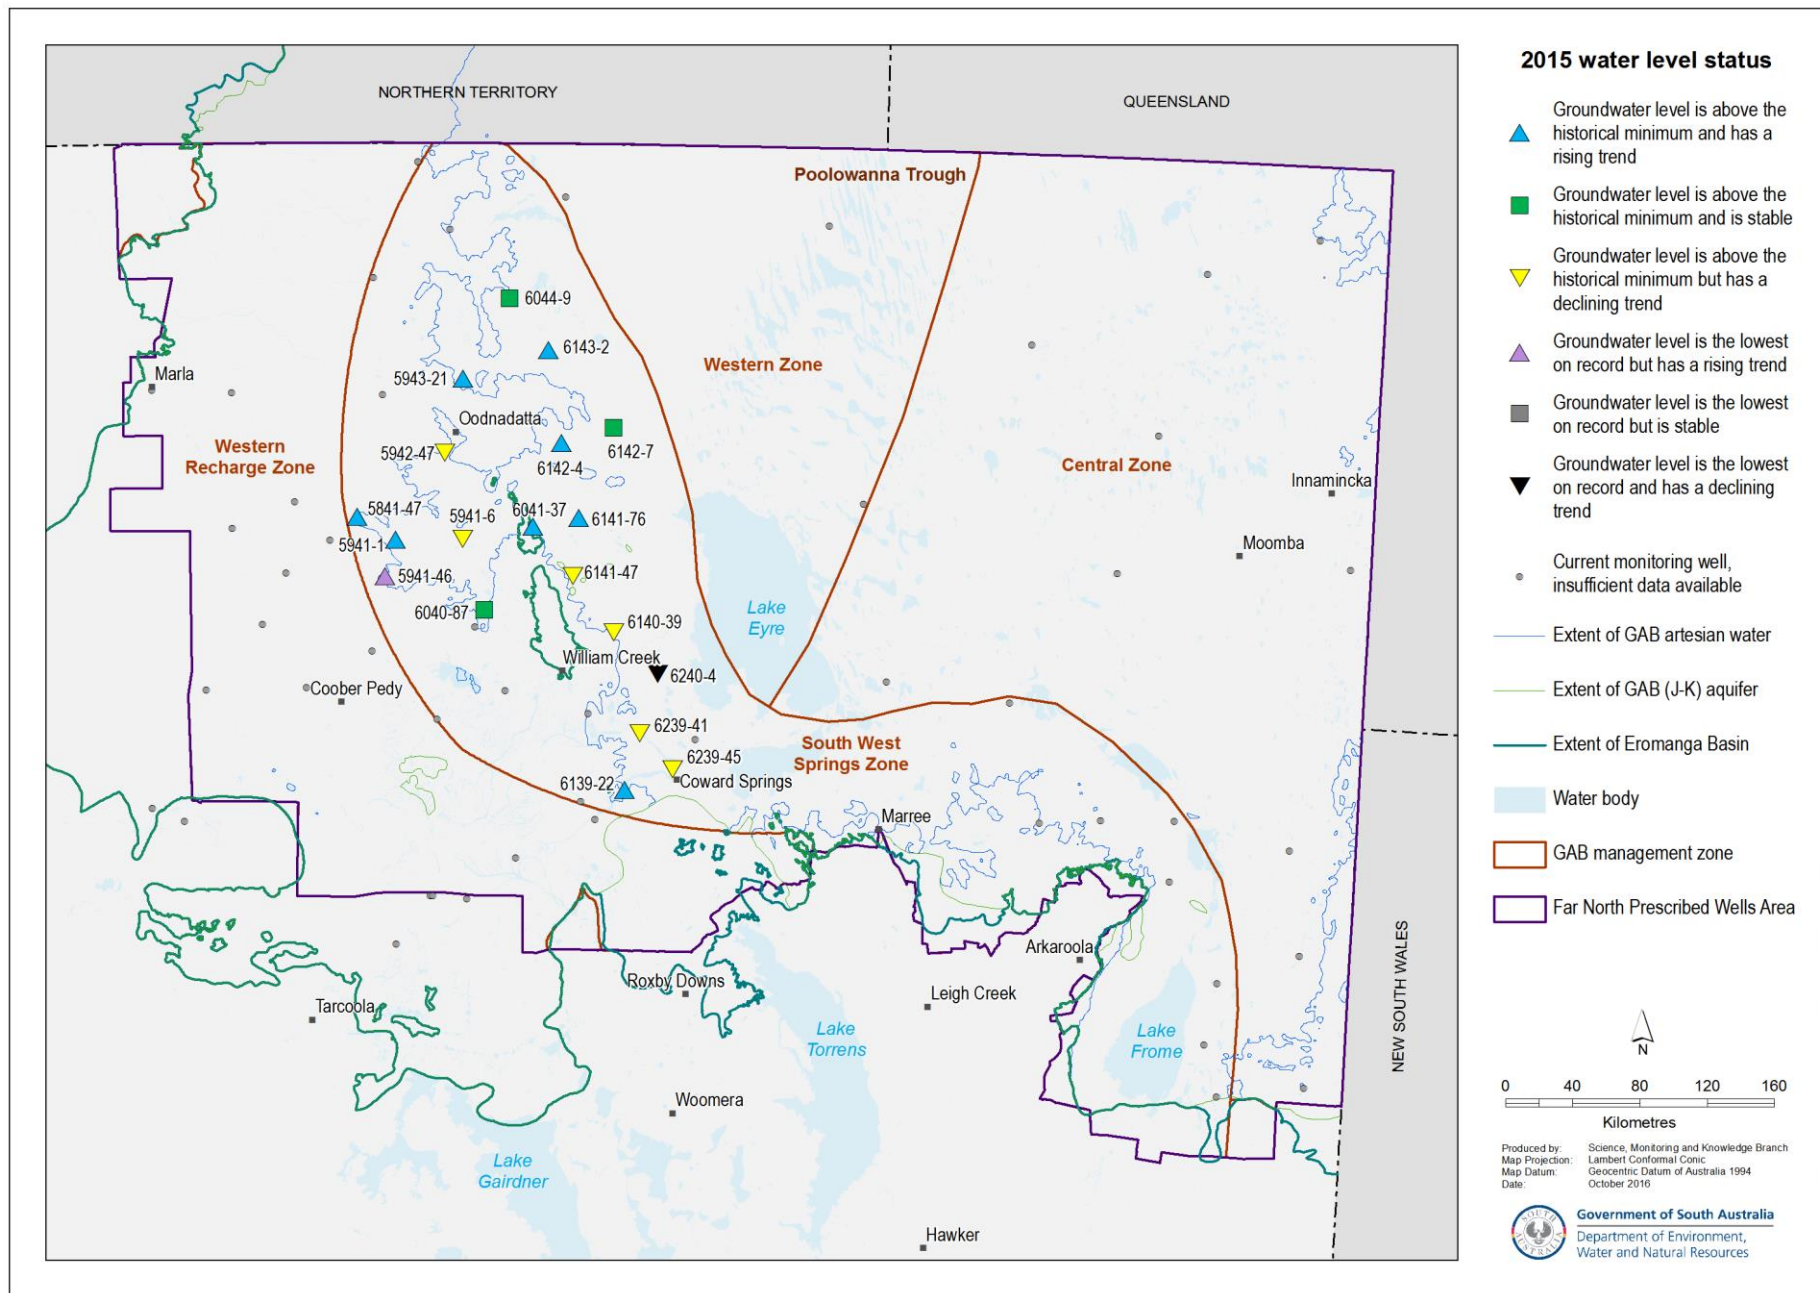 NORTHERN TERRITORY
QUEENSLAND
Poolowanna Trough
6044-9
6143-2
5943-21
Western Zone
Marla
Oodnadatta
Western
Recharge Zone
5942-47
6142-4
6142-7
Central Zone
Innamincka
5841-47
5941-6
6041-37
6141-76
5941-1
Moomba
5941-46
6141-47
6040-87
6140-39
Lake
Eyre
William Creek
6240-4
Coober Pedy
6239-41
South West
Springs Zone
6239-45
6139-22
Coward Springs
Marree
Arkaroola
Roxby Downs
Leigh Creek
Tarcoola
Lake
Torrens
Lake
Frome
NEW SOUTH WALES
Woomera
Lake
Gairdner
Hawker
2015 water level status
Groundwater level is above the
historical minimum and has a
rising trend
Groundwater level is above the
historical minimum and is stable
Groundwater level is above the
historical minimum but has a
declining trend
Groundwater level is the lowest
on record but has a rising trend
Groundwater level is the lowest
on record but is stable
Groundwater level is the lowest
on record and has a declining
trend
Current monitoring well,
insufficient data available
Extent of GAB artesian water
Extent of GAB (J-K) aquifer
Extent of Eromanga Basin
Water body
GAB management zone
Far North Prescribed Wells Area
N
0 40 80 120 160
Kilometres
Produced by: Science, Monitoring and Knowledge Branch
Map Projection: Lambert Conformal Conic
Map Datum: Geocentric Datum of Australia 1994
Date: October 2016
SOUTH AUSTRALIA
Government of South Australia
Department of Environment,
Water and Natural Resources